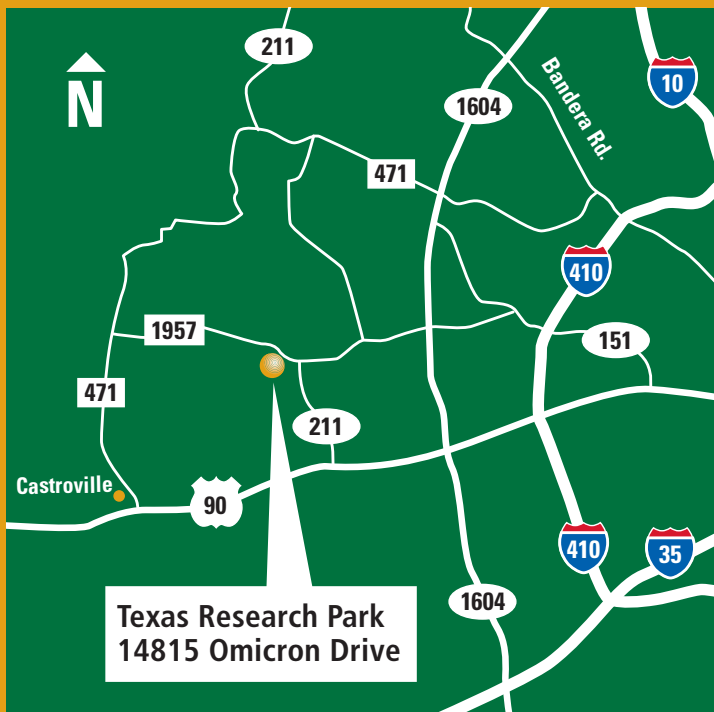 211
N
1604
Bandera Rd.
10
471
410
1957
151
471
211
Castroville
90
410
35
1604
Texas Research Park
14815 Omicron Drive